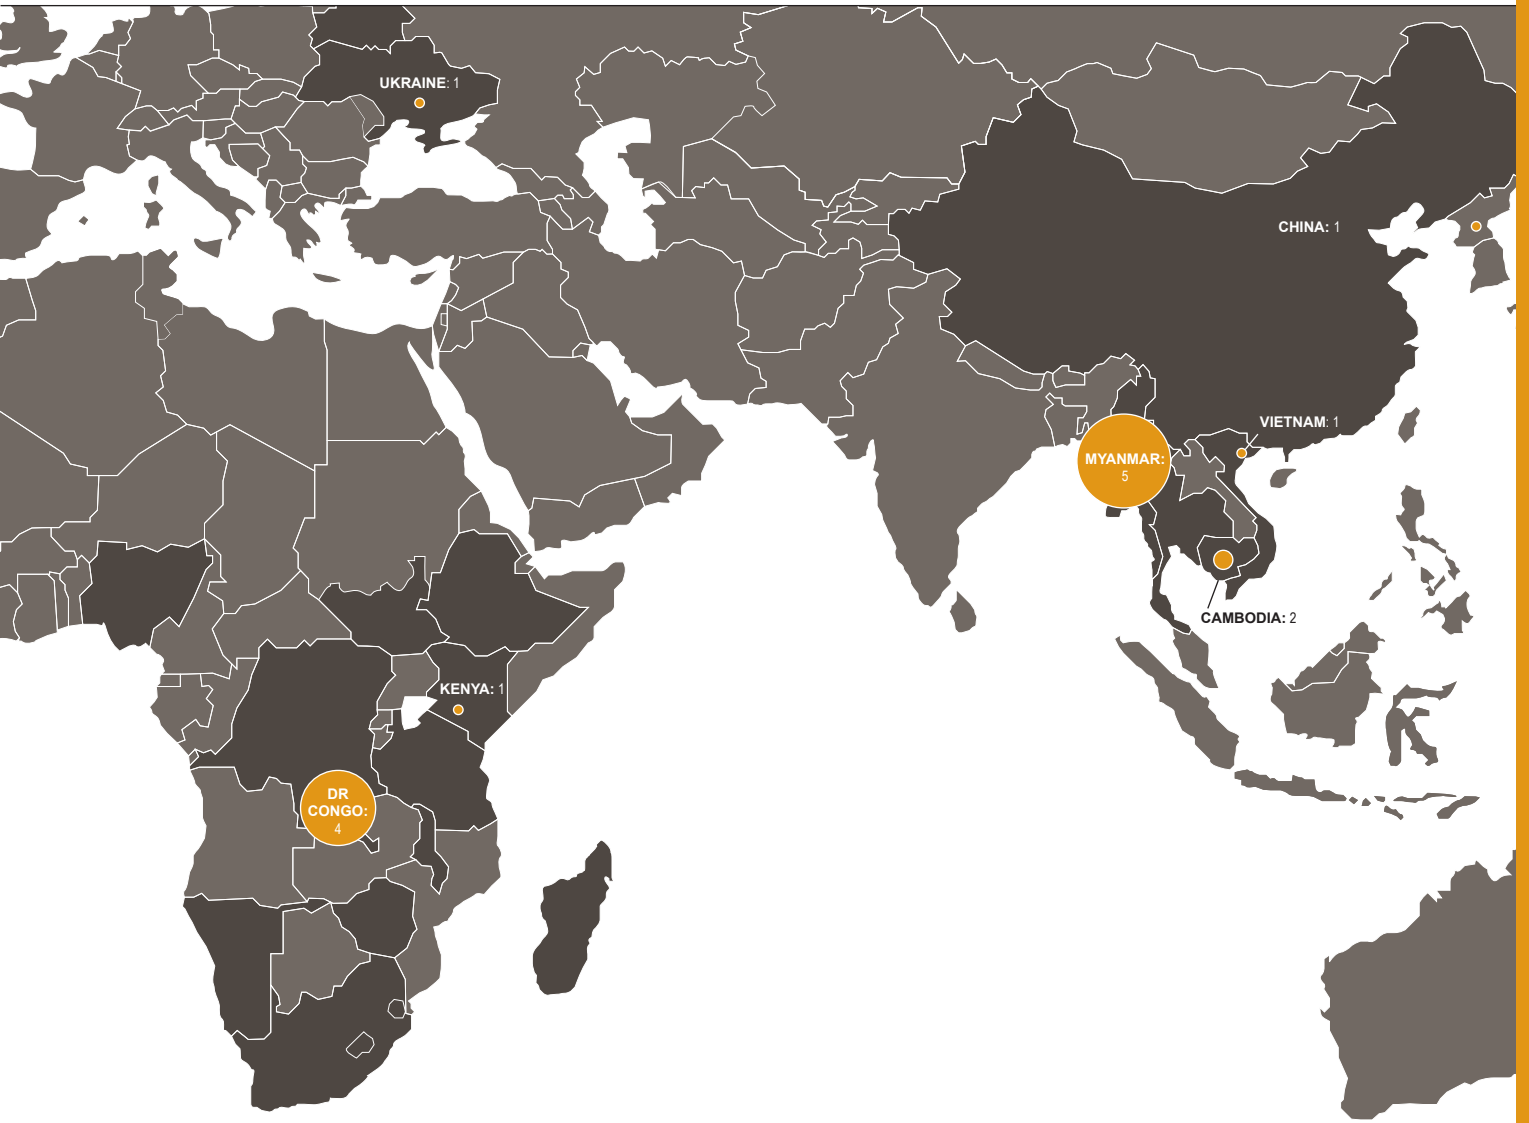 UKRAINE: 1
CHINA: 1
VIETNAM: 1
MYANMAR:
5
CAMBODIA: 2
KENYA: 1
DR
CONGO:
4